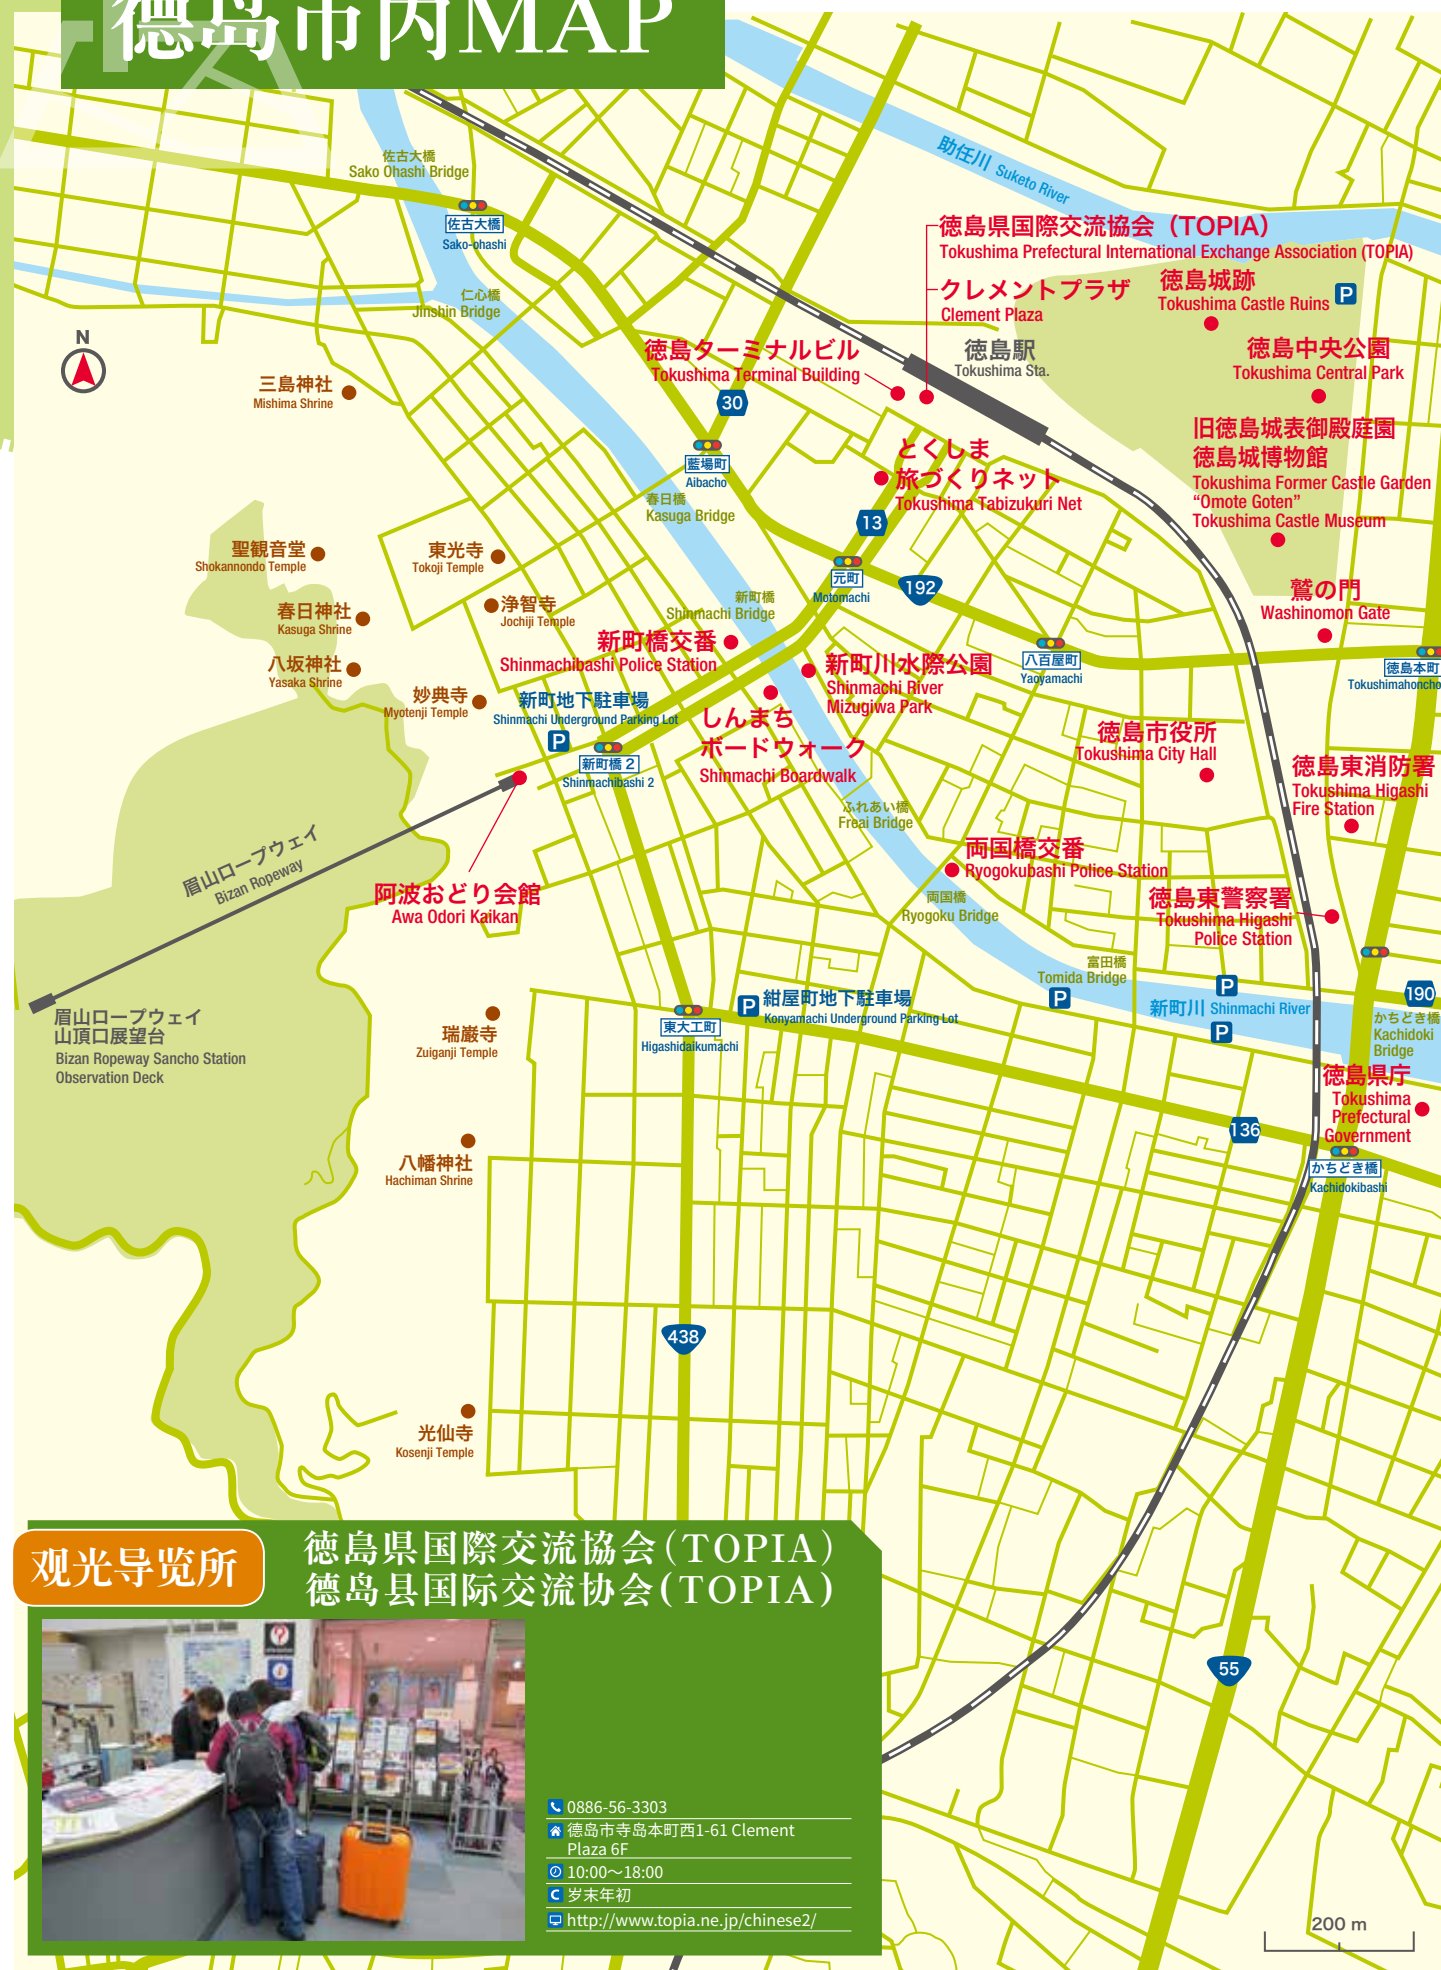 德岛市内MAP
助任川 Suketo River
佐古大橋
Sako Ohashi Bridge
佐古大橋
Sako-ohashi
徳島県国際交流協会（TOPIA）
Tokushima Prefectural International Exchange Association (TOPIA)
クレメントプラザ
Clement Plaza
徳島城跡
Tokushima Castle Ruins
P
仁心橋
Jinshin Bridge
N
徳島ターミナルビル
Tokushima Terminal Building
徳島駅
Tokushima Sta.
徳島中央公園
Tokushima Central Park
三島神社
Mishima Shrine
30
旧徳島城表御殿庭園
徳島城博物館
Tokushima Former Castle Garden
“Omote Goten”
Tokushima Castle Museum
とくしま
旅づくりネット
Tokushima Tabizukuri Net
藍場町
Aibacho
春日橋
Kasuga Bridge
13
聖観音堂
Shokannondo Temple
東光寺
Tokoji Temple
元町
Motomachi
192
鷲の門
Washinomon Gate
春日神社
Kasuga Shrine
浄智寺
Jochiji Temple
新町橋
Shinmachi Bridge
新町橋交番
Shinmachibashi Police Station
八坂神社
Yasaka Shrine
新町川水際公園
Shinmachi River
Mizugiwa Park
八百屋町
Yaoyamachi
徳島本町
Tokushimahoncho
妙典寺
Myotenji Temple
新町地下駐車場
Shinmachi Underground Parking Lot
P
しんまち
ボードウォーク
Shinmachi Boardwalk
新町橋 2
Shinmachibashi 2
徳島市役所
Tokushima City Hall
徳島東消防署
Tokushima Higashi
Fire Station
ふれあい橋
Freai Bridge
眉山ロープウェイ
Bizan Ropeway
阿波おどり会館
Awa Odori Kaikan
両国橋交番
Ryogokubashi Police Station
両国橋
Ryogoku Bridge
徳島東警察署
Tokushima Higashi
Police Station
富田橋
Tomida Bridge
P
P
新町川 Shinmachi River
P
190
かちどき橋
Kachidoki
Bridge
P
紺屋町地下駐車場
Konyamachi Underground Parking Lot
東大工町
Higashidaikumachi
眉山ロープウェイ
山頂口展望台
Bizan Ropeway Sancho Station
Observation Deck
瑞巌寺
Zuiganji Temple
徳島県庁
Tokushima
Prefectural
Government
136
かちどき橋
Kachidokibashi
八幡神社
Hachiman Shrine
438
光仙寺
Kosenji Temple
55
观光导览所
徳島県国際交流協会（TOPIA）
德岛县国际交流协会(TOPIA)
?
i
0886-56-3303
德岛市寺岛本町西1-61 Clement
Plaza 6F
10:00～18:00
C 岁末年初
http://www.topia.ne.jp/chinese2/
200 m